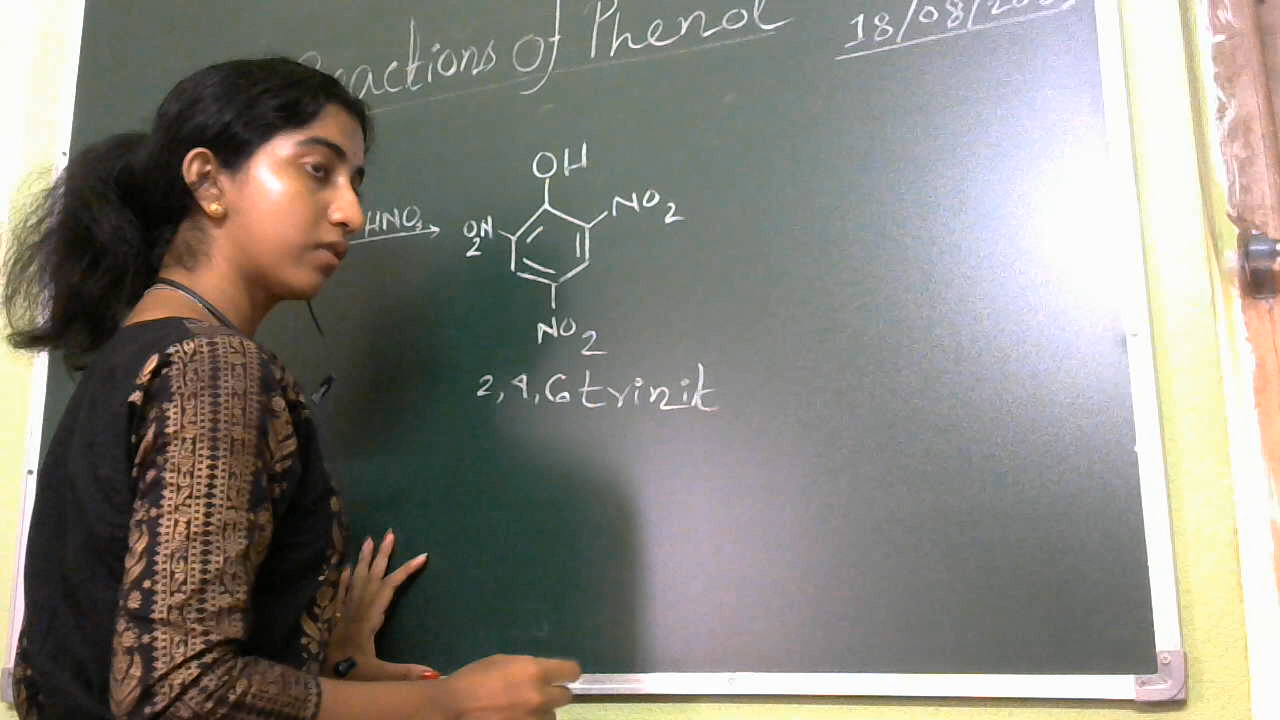 Reactions of Phenol
18/08/20
OH
HNO3
O2N
NO2
NO2
2,4,6 trinit